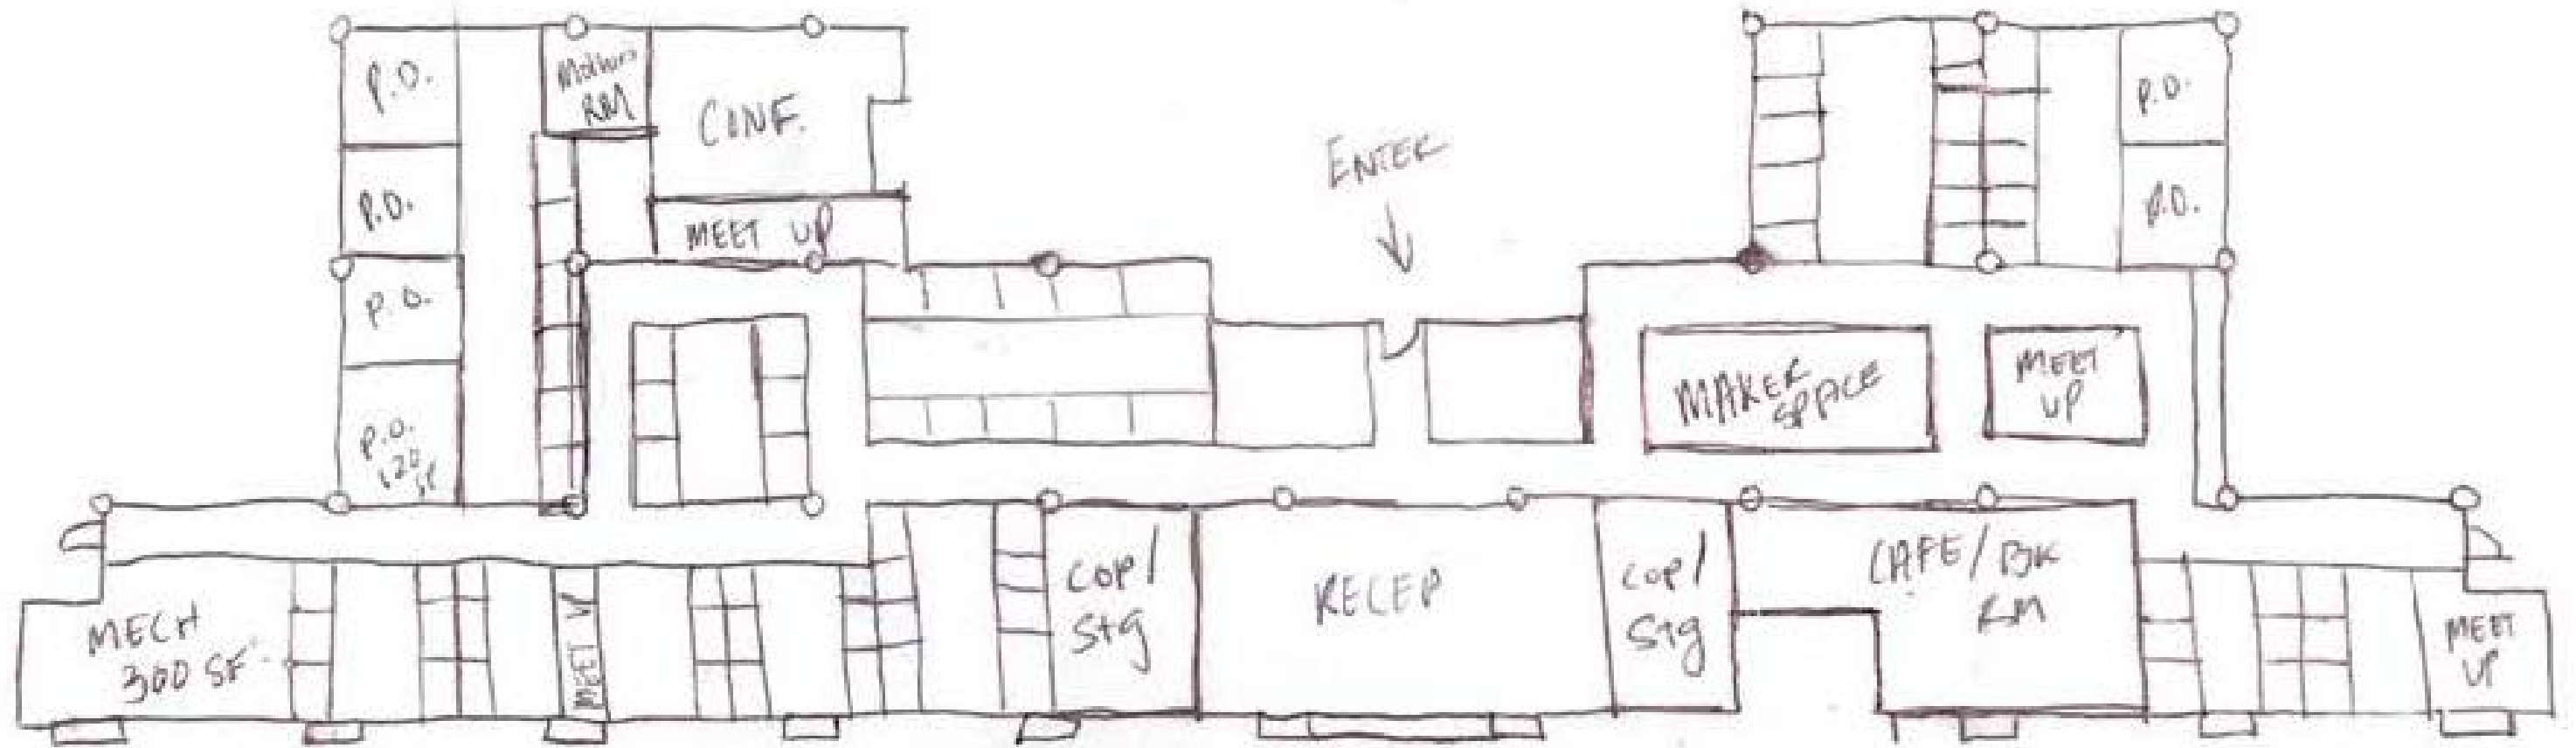 P.O.
Mothers
RM
CONF.
P.O.
MEET UP
ENTER
P.O.
P.O.
P.O.
P.O.
120
SF
MAKER
SPACE
MEET
UP
MECH
300 SF
MEET U
COP/
Stg
RECEP
COP/
Stg
CAFE/BK
RM
MEET
UP